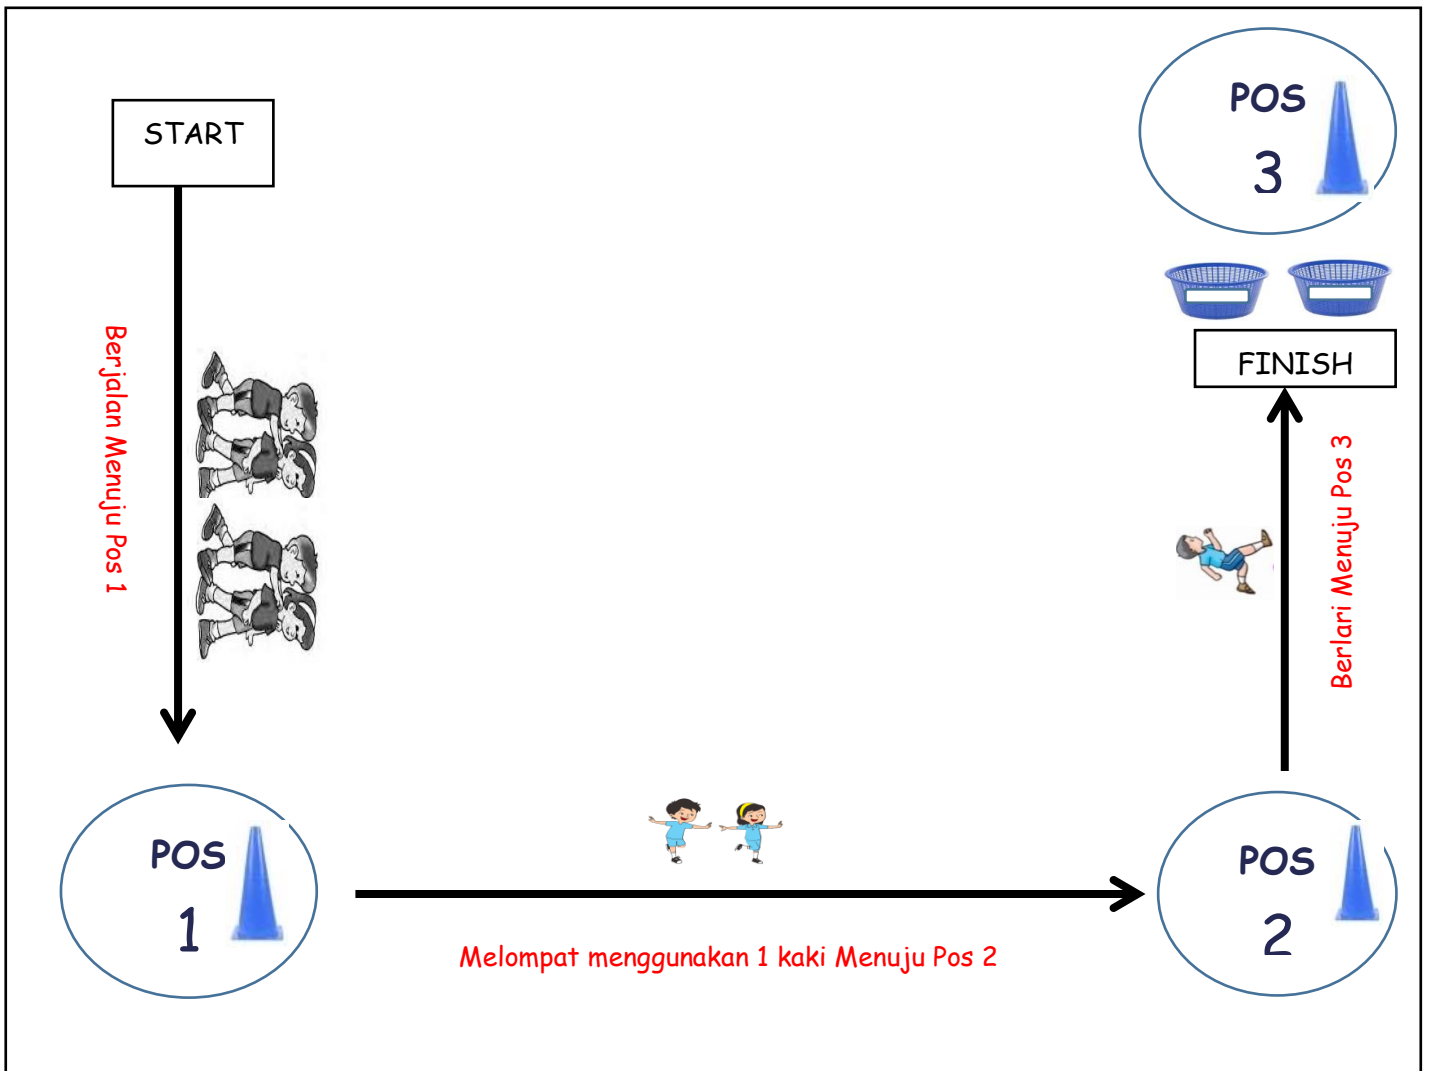 START
Berjalan Menuju Pos 1
POS
1
Melompat menggunakan 1 kaki Menuju Pos 2
POS
2
Berlari Menuju Pos 3
FINISH
POS
3